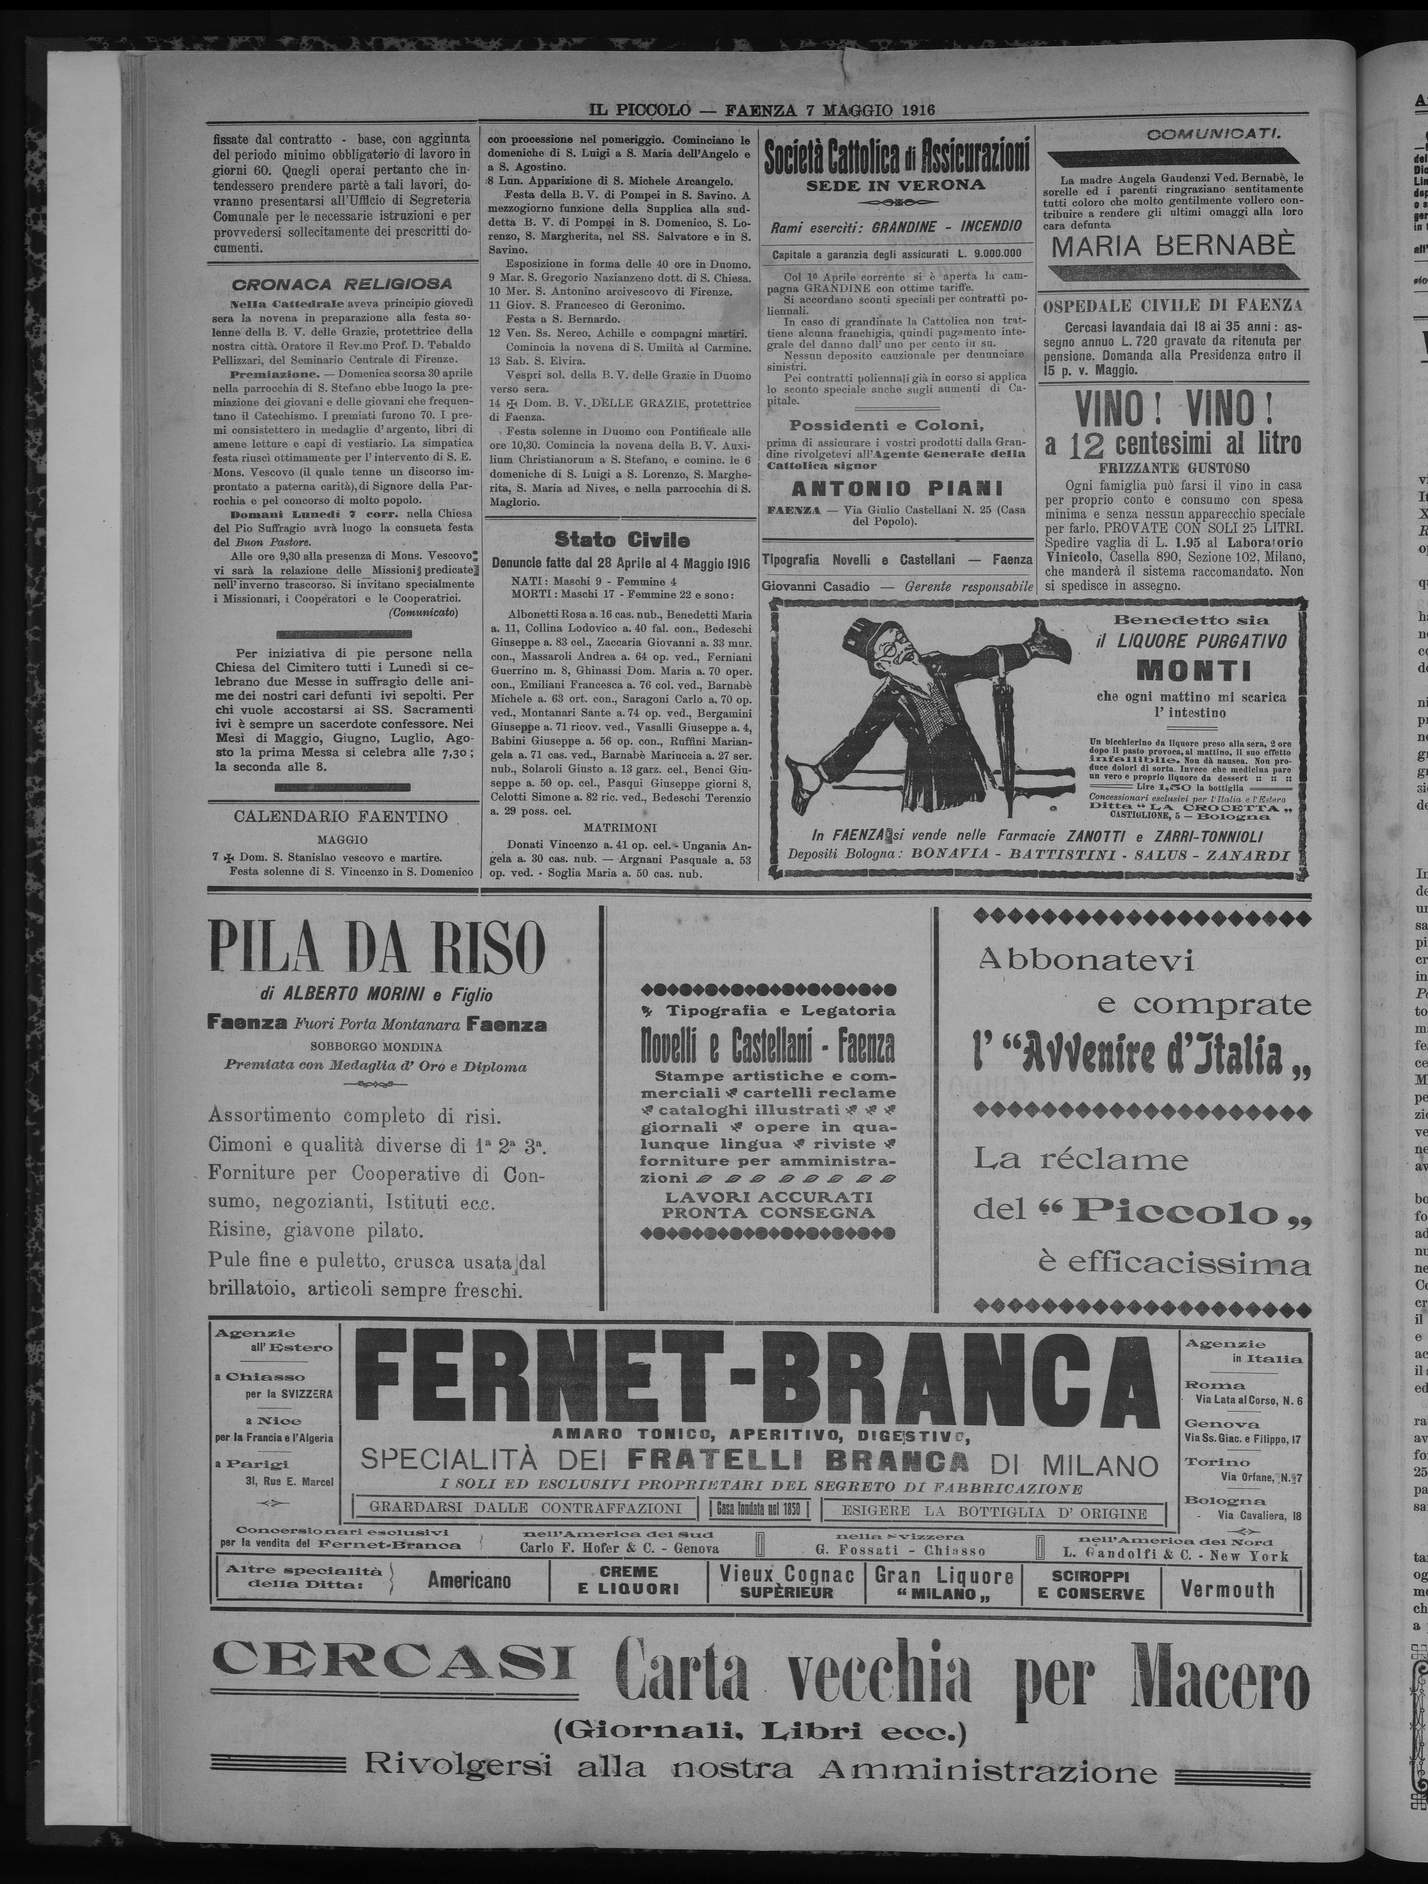 IL PICCOLO — FAENZA 7 MAGGIO 1916
fissate dal contratto - base, con aggiunta
del periodo minimo obbligatorio di lavoro in
giorni 60. Quegli operai pertanto che in-
tendessero prendere parte a tali lavori, do-
vranno presentarsi all'Ufficio di Segreteria
Comunale per le necessarie istruzioni e per
provvedersi sollecitamente dei prescritti do-
cumenti.
CRONACA RELIGIOSA
Nella Cattedrale aveva principio giovedì
sera la novena in preparazione alla festa so-
lenne della B. V. delle Grazie, protettrice della
nostra città. Oratore il Rev.mo Prof. D. Tebaldo
Pellizzari, del Seminario Centrale di Firenze.
Premiazione. — Domenica scorsa 30 aprile
nella parrocchia di S. Stefano ebbe luogo la pre-
miazione dei giovani e delle giovani che frequen-
tano il Catechismo. I premiati furono 70. I pre-
mi consistettero in medaglie d'argento, libri di
amene letture e capi di vestiario. La simpatica
festa riuscì ottimamente per l'intervento di S. E.
Mons. Vescovo (il quale tenne un discorso im-
prontato a paterna carità), di Signore della Par-
rochia e pel concorso di molto popolo.
Domani Lunedì 7 corr. nella Chiesa
del Pio Suffragio avrà luogo la consueta festa
del Buon Pastore.
Alle ore 9,30 alla presenza di Mons. Vescovo
vi sarà la relazione delle Missioni predicate
nell'inverno trascorso. Si invitano specialmente
i Missionari, i Cooperatori e le Cooperatrici.
(Comunicato)
Per iniziativa di pie persone nella
Chiesa del Cimitero tutti i Lunedì si ce-
lebrano due Messe in suffragio delle ani-
me dei nostri cari defunti ivi sepolti. Per
chi vuole accostarsi ai SS. Sacramenti
ivi è sempre un sacerdote confessore. Nei
Mesi di Maggio, Giugno, Luglio, Ago-
sto la prima Messa si celebra alle 7,30;
la seconda alle 8.
CALENDARIO FAENTINO
MAGGIO
7 ✠ Dom. S. Stanislao vescovo e martire.
Festa solenne di S. Vincenzo in S. Domenico
con processione nel pomeriggio. Cominciano le
domeniche di S. Luigi a S. Maria dell'Angelo e
a S. Agostino.
8 Lun. Apparizione di S. Michele Arcangelo.
Festa della B. V. di Pompei in S. Savino. A
mezzogiorno funzione della Supplica alla sud-
detta B. V. di Pompei in S. Domenico, S. Lo-
renzo, S. Margherita, nel SS. Salvatore e in S.
Savino.
Esposizione in forma delle 40 ore in Duomo.
9 Mar. S. Gregorio Nazianzeno dott. di S. Chiesa.
10 Mer. S. Antonino arcivescovo di Firenze.
11 Giov. S. Francesco di Geronimo.
Festa a S. Bernardo.
12 Ven. Ss. Nereo, Achille e compagni martiri.
Comincia la novena di S. Umiltà al Carmine.
13 Sab. S. Elvira.
Vespri sol. della B. V. delle Grazie in Duomo
verso sera.
14 ✠ Dom. B. V. DELLE GRAZIE, protettrice
di Faenza.
Festa solenne in Duomo con Pontificale alle
ore 10,30. Comincia la novena della B. V. Auxi-
lium Christianorum a S. Stefano, e cominc. le 6
domeniche di S. Luigi a S. Lorenzo, S. Marghe-
rita, S. Maria ad Nives, e nella parrocchia di S.
Maglorio.
Stato Civile
Denuncie fatte dal 28 Aprile al 4 Maggio 1916
NATI: Maschi 9 - Femmine 4
MORTI: Maschi 17 - Femmine 22 e sono:
Albonetti Rosa a. 16 cas. nub., Benedetti Maria
a. 11, Collina Lodovico a. 40 fal. con., Bedeschi
Giuseppe a. 83 cel., Zaccaria Giovanni a. 33 mur.
con., Massaroli Andrea a. 64 op. ved., Ferniani
Guerrino m. 8, Ghinassi Dom. Maria a. 70 oper.
con., Emiliani Francesca a. 76 col. ved., Barnabè
Michele a. 63 ort. con., Saragoni Carlo a. 70 op.
ved., Montanari Sante a. 74 op. ved., Bergamini
Giuseppe a. 71 ricov. ved., Vasalli Giuseppe a. 4,
Babini Giuseppe a. 56 op. con., Ruffini Marian-
gela a. 71 cas. ved., Barnabè Mariuccia a. 27 ser.
nub., Solaroli Giusto a. 13 garz. cel., Benci Giu-
seppe a. 50 op. cel., Pasqui Giuseppe giorni 8,
Celotti Simone a. 82 ric. ved., Bedeschi Terenzio
a. 29 poss. cel.
MATRIMONI
Donati Vincenzo a. 41 op. cel. - Ungania An-
gela a. 30 cas. nub. — Argnani Pasquale a. 53
op. ved. - Soglia Maria a. 50 cas. nub.
Società Cattolica di Assicurazioni
SEDE IN VERONA
Rami eserciti: GRANDINE - INCENDIO
Capitale a garanzia degli assicurati L. 9.000.000
Col 1º Aprile corrente si è aperta la cam-
pagna GRANDINE con ottime tariffe.
Si accordano sconti speciali per contratti po-
liennali.
In caso di grandinate la Cattolica non trat-
tiene alcuna franchigia, quindi pagamento inte-
grale del danno dall'uno per cento in su.
Nessun deposito cauzionale per denunciare
sinistri.
Pei contratti poliennali già in corso si applica
lo sconto speciale anche sugli aumenti di Ca-
pitale.
Possidenti e Coloni,
prima di assicurare i vostri prodotti dalla Gran-
dine rivolgetevi all'Agente Generale della
Cattolica signor
ANTONIO PIANI
FAENZA — Via Giulio Castellani N. 25 (Casa
del Popolo).
Tipografia Novelli e Castellani — Faenza
Giovanni Casadio — Gerente responsabile
COMUNICATI.
La madre Angela Gaudenzi Ved. Bernabè, le
sorelle ed i parenti ringraziano sentitamente
tutti coloro che molto gentilmente vollero con-
tribuire a rendere gli ultimi omaggi alla loro
cara defunta
MARIA BERNABÈ
OSPEDALE CIVILE DI FAENZA
Cercasi lavandaia dai 18 ai 35 anni: as-
segno annuo L. 720 gravato da ritenuta per
pensione. Domanda alla Presidenza entro il
15 p. v. Maggio.
VINO! VINO!
a 12 centesimi al litro
FRIZZANTE GUSTOSO
Ogni famiglia può farsi il vino in casa
per proprio conto e consumo con spesa
minima e senza nessun apparecchio speciale
per farlo. PROVATE CON SOLI 25 LITRI.
Spedire vaglia di L. 1.95 al Laboratorio
Vinicolo, Casella 890, Sezione 102, Milano,
che manderà il sistema raccomandato. Non
si spedisce in assegno.
Benedetto sia
il LIQUORE PURGATIVO
MONTI
che ogni mattino mi scarica
l'intestino
Un bicchierino da liquore preso alla sera, 2 ore
dopo il pasto provoca, al mattino, il suo effetto
infallibile. Non dà nausea. Non pro-
duce dolori di sorta. Invece che medicina pare
un vero e proprio liquore da dessert :: :: ::
Lire 1,50 la bottiglia
Concessionari esclusivi per l'Italia e l'Estero
Ditta "LA CROCETTA„
CASTIGLIONE, 5 — Bologna
In FAENZA si vende nelle Farmacie ZANOTTI e ZARRI-TONNIOLI
Depositi Bologna: BONAVIA - BATTISTINI - SALUS - ZANARDI
PILA DA RISO
di ALBERTO MORINI e Figlio
Faenza Fuori Porta Montanara Faenza
SOBBORGO MONDINA
Premiata con Medaglia d'Oro e Diploma
Assortimento completo di risi.
Cimoni e qualità diverse di 1ª 2ª 3ª.
Forniture per Cooperative di Con-
sumo, negozianti, Istituti ecc.
Risine, giavone pilato.
Pule fine e puletto, crusca usata dal
brillatoio, articoli sempre freschi.
Tipografia e Legatoria
Novelli e Castellani - Faenza
Stampe artistiche e com-
merciali cartelli reclame
cataloghi illustrati
giornali opere in qua-
lunque lingua riviste
forniture per amministra-
zioni
LAVORI ACCURATI
PRONTA CONSEGNA
Abbonatevi
e comprate
l'"Avvenire d'Italia„
La réclame
del "Piccolo„
è efficacissima
Agenzie
all'Estero
a Chiasso
per la SVIZZERA
a Nice
per la Francia e l'Algeria
a Parigi
31, Rue E. Marcel
FERNET-BRANCA
AMARO TONICO, APERITIVO, DIGESTIVO,
SPECIALITÀ DEI FRATELLI BRANCA DI MILANO
I SOLI ED ESCLUSIVI PROPRIETARI DEL SEGRETO DI FABBRICAZIONE
GRARDARSI DALLE CONTRAFFAZIONI
Casa fondata nel 1850
ESIGERE LA BOTTIGLIA D'ORIGINE
Agenzie
in Italia
Roma
Via Lata al Corso, N. 6
Genova
Via Ss. Giac. e Filippo, 17
Torino
Via Orfane, N. 7
Bologna
Via Cavaliera, 18
Concersionari esclusivi
per la vendita del Fernet-Branca
nell'America del Sud
Carlo F. Hofer & C. - Genova
nella Svizzera
G. Fossati - Chiasso
nell'America del Nord
L. Gandolfi & C. - New York
Altre specialità
della Ditta:
Americano
CREME
E LIQUORI
Vieux Cognac
SUPÈRIEUR
Gran Liquore
"MILANO„
SCIROPPI
E CONSERVE
Vermouth
CERCASI Carta vecchia per Macero
(Giornali, Libri ecc.)
Rivolgersi alla nostra Amministrazione